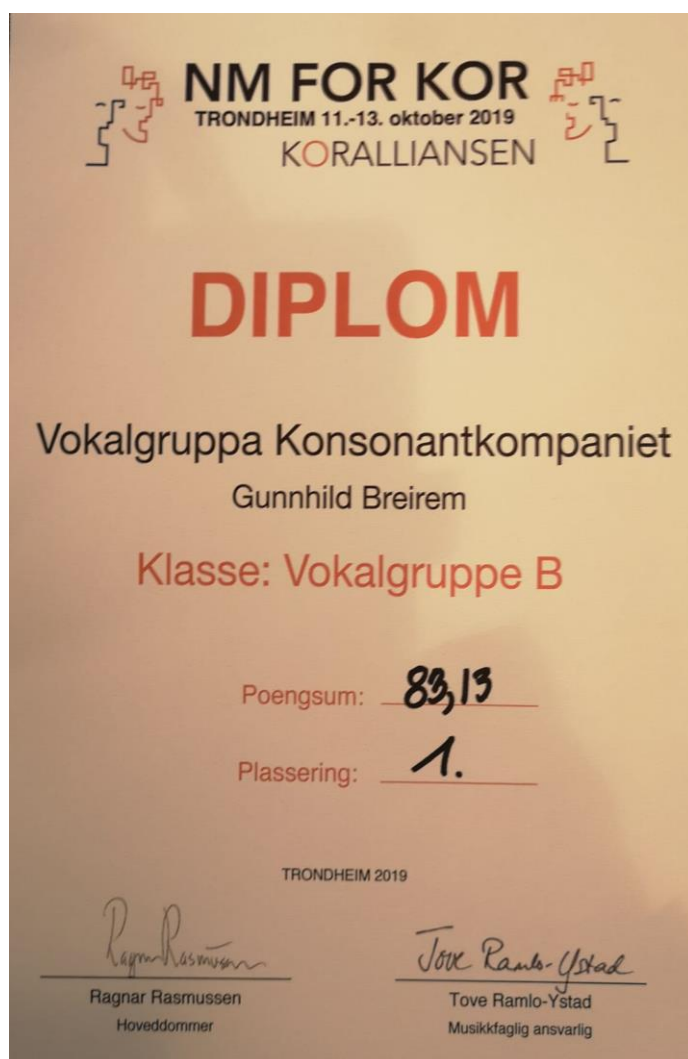 NM FOR KOR
TRONDHEIM 11.-13. oktober 2019
KORALLIANSEN
DIPLOM
Vokalgruppa Konsonantkompaniet
Gunnhild Breirem
Klasse: Vokalgruppe B
Poengsum: 83,13
Plassering: 1.
TRONDHEIM 2019
Ragnar Rasmussen Tove Ramlo-Ystad
Ragnar Rasmussen Tove Ramlo-Ystad
Hoveddommer Musikkfaglig ansvarlig